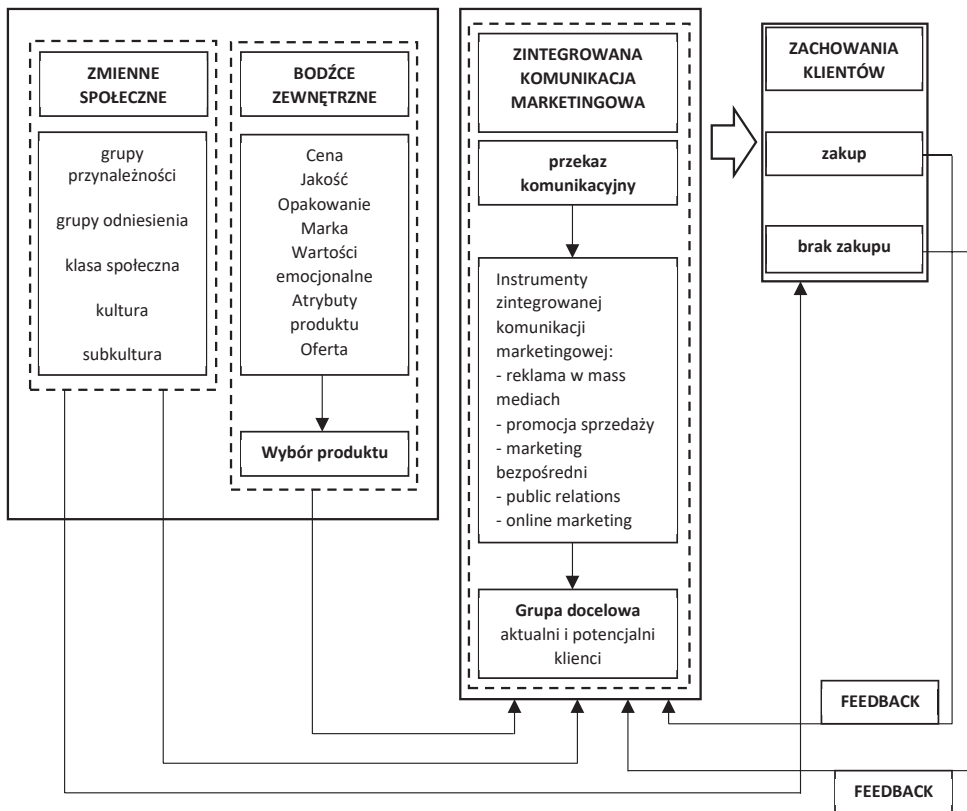 ZMIENNE
SPOŁECZNE
grupy
przynależności
grupy odniesienia
klasa społeczna
kultura
subkultura
BODŹCE
ZEWNĘTRZNE
Cena
Jakość
Opakowanie
Marka
Wartości
emocjonalne
Atrybuty
produktu
Oferta
Wybór produktu
ZINTEGROWANA
KOMUNIKACJA
MARKETINGOWA
przekaz
komunikacyjny
Instrumenty
zintegrowanej
komunikacji
marketingowej:
- reklama w mass
mediach
- promocja sprzedaży
- marketing
bezpośredni
- public relations
- online marketing
Grupa docelowa
aktualni i potencjalni
klienci
ZACHOWANIA
KLIENTÓW
zakup
brak zakupu
FEEDBACK
FEEDBACK